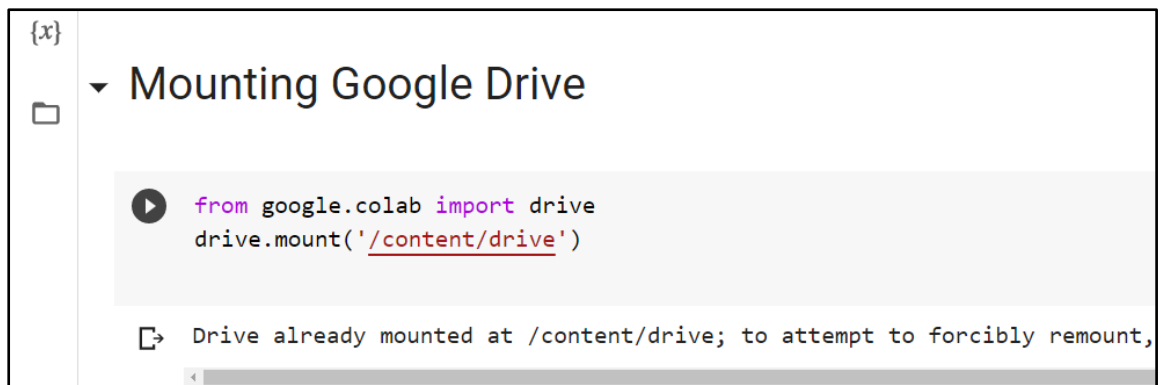 {x}
Mounting Google Drive
from google.colab import drive
drive.mount('/content/drive')
Drive already mounted at /content/drive; to attempt to forcibly remount,